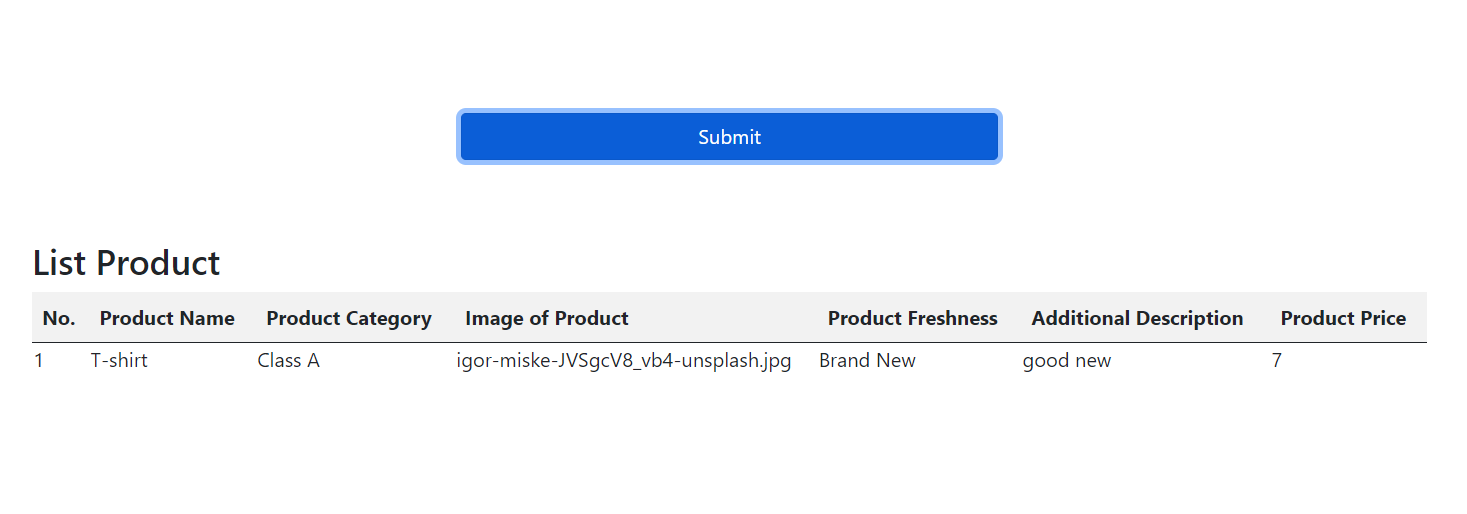 Submit
List Product
No. Product Name Product Category Image of Product Product Freshness Additional Description Product Price
1 T-shirt Class A igor-miske-JVSgcV8_vb4-unsplash.jpg Brand New good new 7